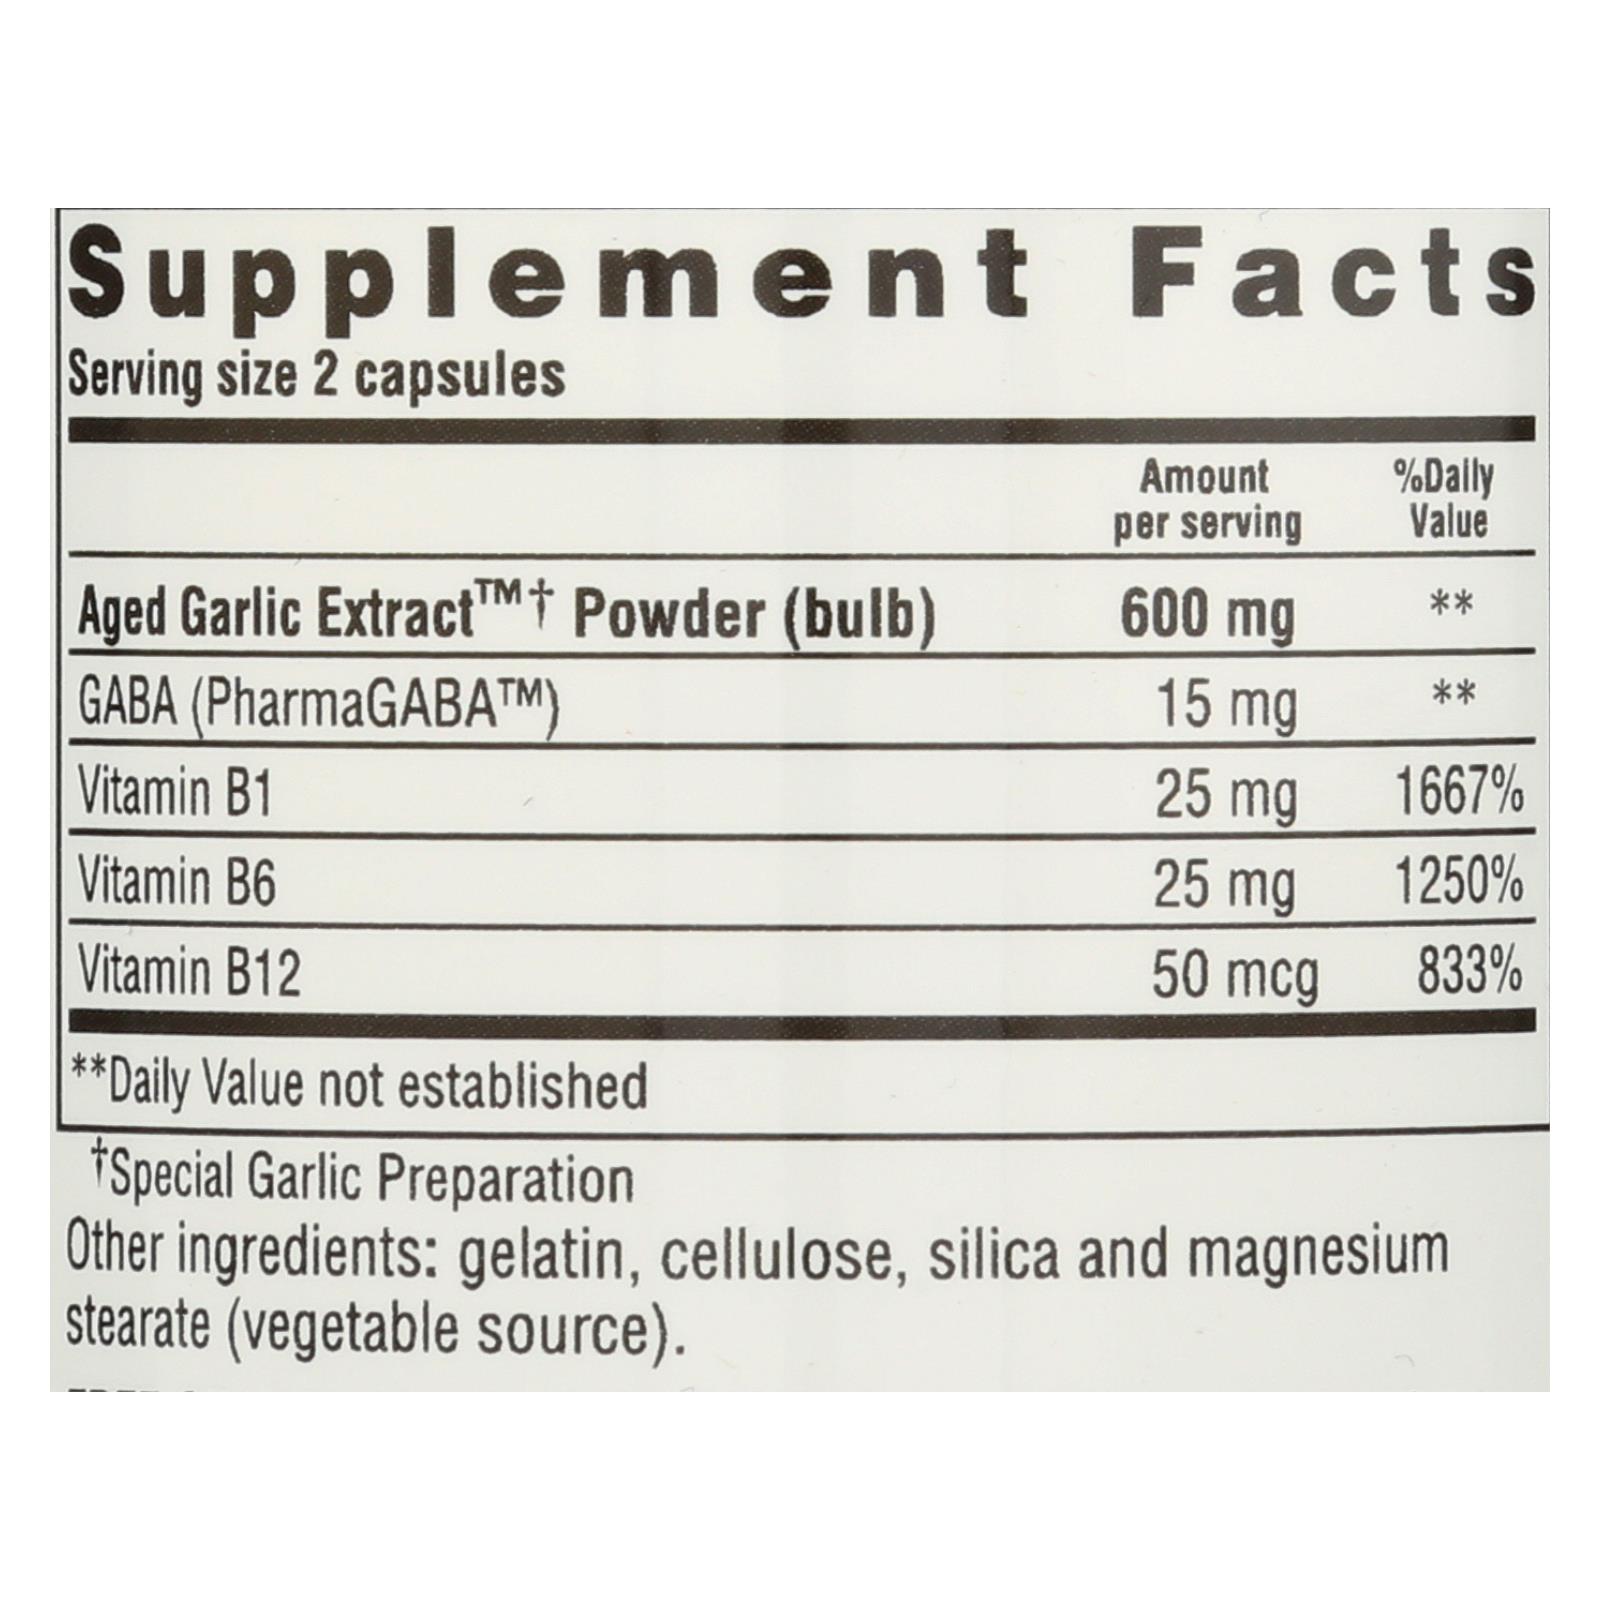 Supplement Facts
Serving size 2 capsules
Amount per serving %Daily Value
Aged Garlic Extract™† Powder (bulb) 600 mg **
GABA (PharmaGABA™) 15 mg **
Vitamin B1 25 mg 1667%
Vitamin B6 25 mg 1250%
Vitamin B12 50 mcg 833%
**Daily Value not established
†Special Garlic Preparation
Other ingredients: gelatin, cellulose, silica and magnesium
stearate (vegetable source).